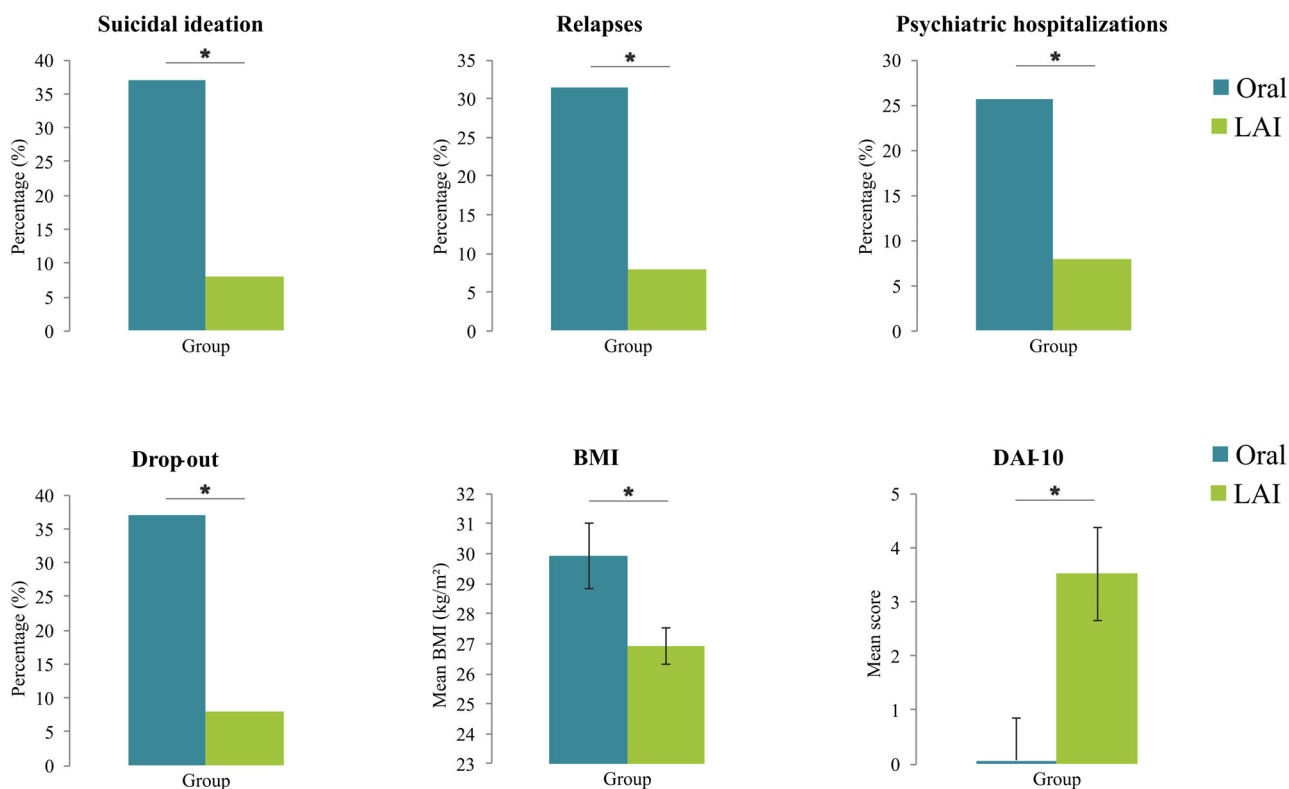 Suicidal ideation
*
Percentage (%)
40
35
30
25
20
15
10
5
0
Group
Relapses
*
Percentage (%)
35
30
25
20
15
10
5
0
Group
Psychiatric hospitalizations
*
Percentage (%)
30
25
20
15
10
5
0
Group
Oral
LAI
Drop-out
*
Percentage (%)
40
35
30
25
20
15
10
5
0
Group
BMI
*
Mean BMI (kg/m²)
32
31
30
29
28
27
26
25
24
23
Group
DAI-10
*
Mean score
5
4
3
2
1
0
Group
Oral
LAI